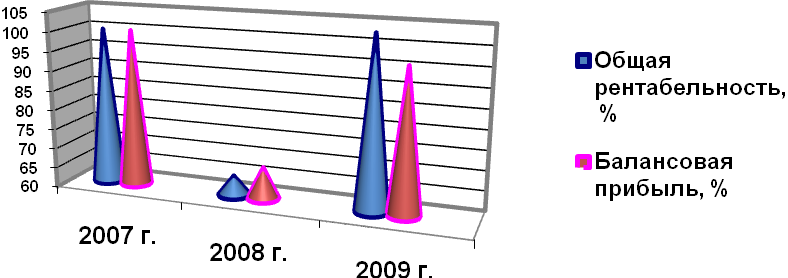 105
100
95
90
85
80
75
70
65
60
2007 г.
2008 г.
2009 г.
Общая
рентабельность,
%
Балансовая
прибыль, %